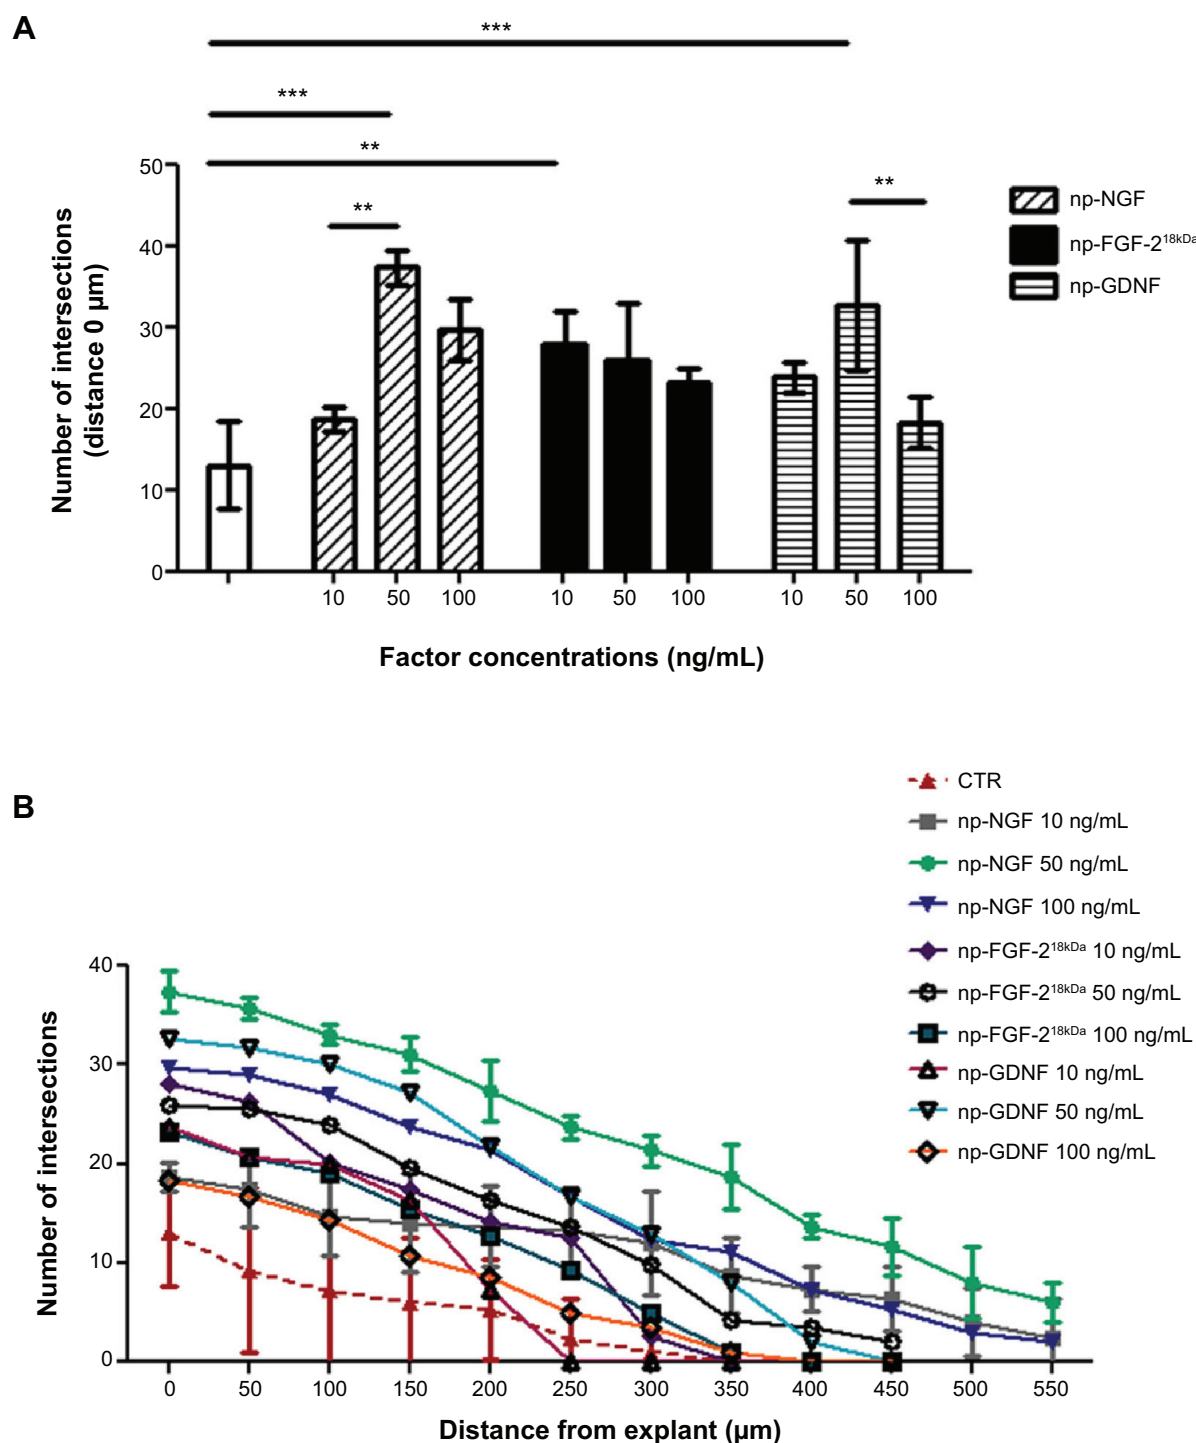 A
***
***
**
**
**
50
40
30
20
10
0
Number of intersections
(distance 0 µm)
10 50 100 10 50 100 10 50 100
Factor concentrations (ng/mL)
np-NGF
np-FGF-218kDa
np-GDNF
B
CTR
np-NGF 10 ng/mL
np-NGF 50 ng/mL
np-NGF 100 ng/mL
np-FGF-218kDa 10 ng/mL
np-FGF-218kDa 50 ng/mL
np-FGF-218kDa 100 ng/mL
np-GDNF 10 ng/mL
np-GDNF 50 ng/mL
np-GDNF 100 ng/mL
40
30
20
10
0
Number of intersections
0 50 100 150 200 250 300 350 400 450 500 550
Distance from explant (µm)